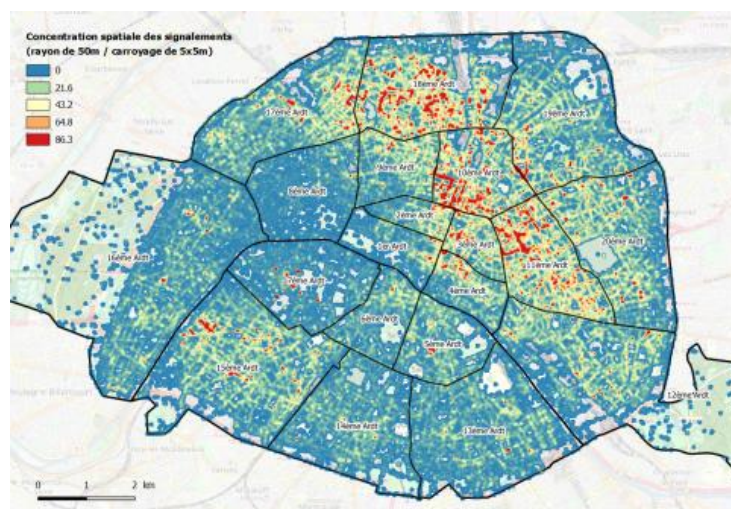 Concentration spatiale des signalements
(rayon de 50m / carroyage de 5x5m)
0
21.6
43.2
64.8
86.3
18ème Ardt
17ème Ardt
19ème Ardt
9ème Ardt
10ème Ardt
8ème Ardt
2ème Ardt
1er Ardt
3ème Ardt
20ème Ardt
16ème Ardt
11ème Ardt
7ème Ardt
4ème Ardt
6ème Ardt
5ème Ardt
15ème Ardt
12ème Ardt
14ème Ardt
13ème Ardt
0 1 2 km